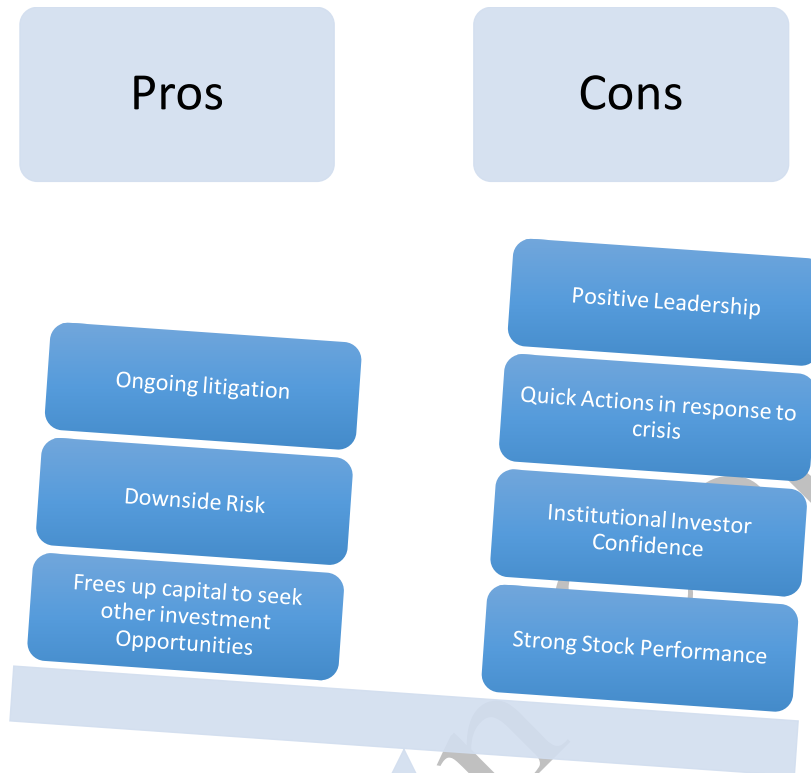 Pros
Cons
Ongoing litigation
Downside Risk
Frees up capital to seek
other investment
Opportunities
Positive Leadership
Quick Actions in response to
crisis
Institutional Investor
Confidence
Strong Stock Performance